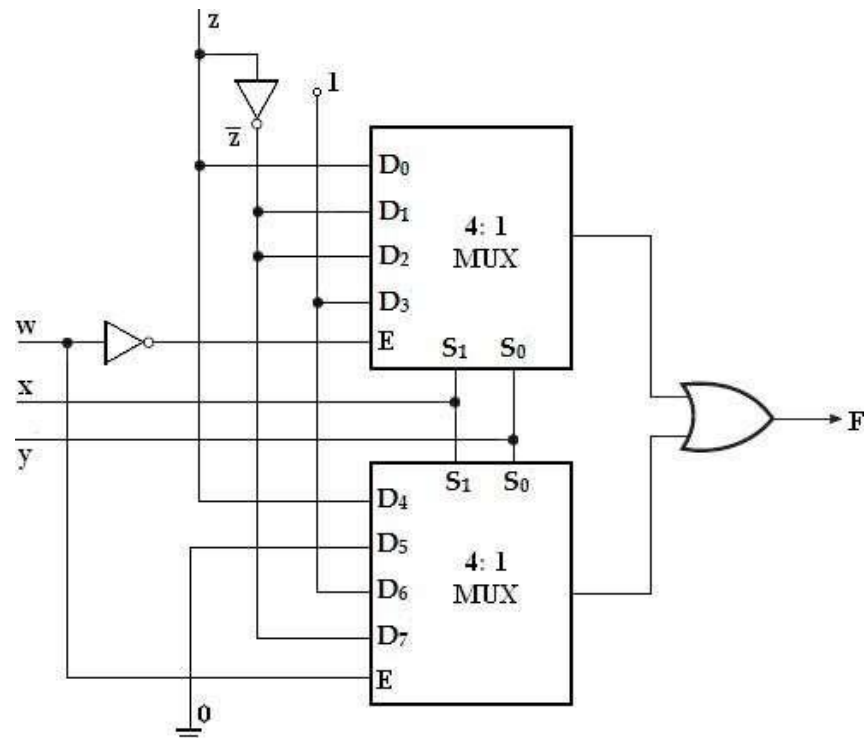 z
1
z̅
D₀
D₁
4: 1
D₂
MUX
D₃
w
E
S₁ S₀
x
F
y
S₁ S₀
D₄
D₅
4: 1
D₆
MUX
D₇
E
0